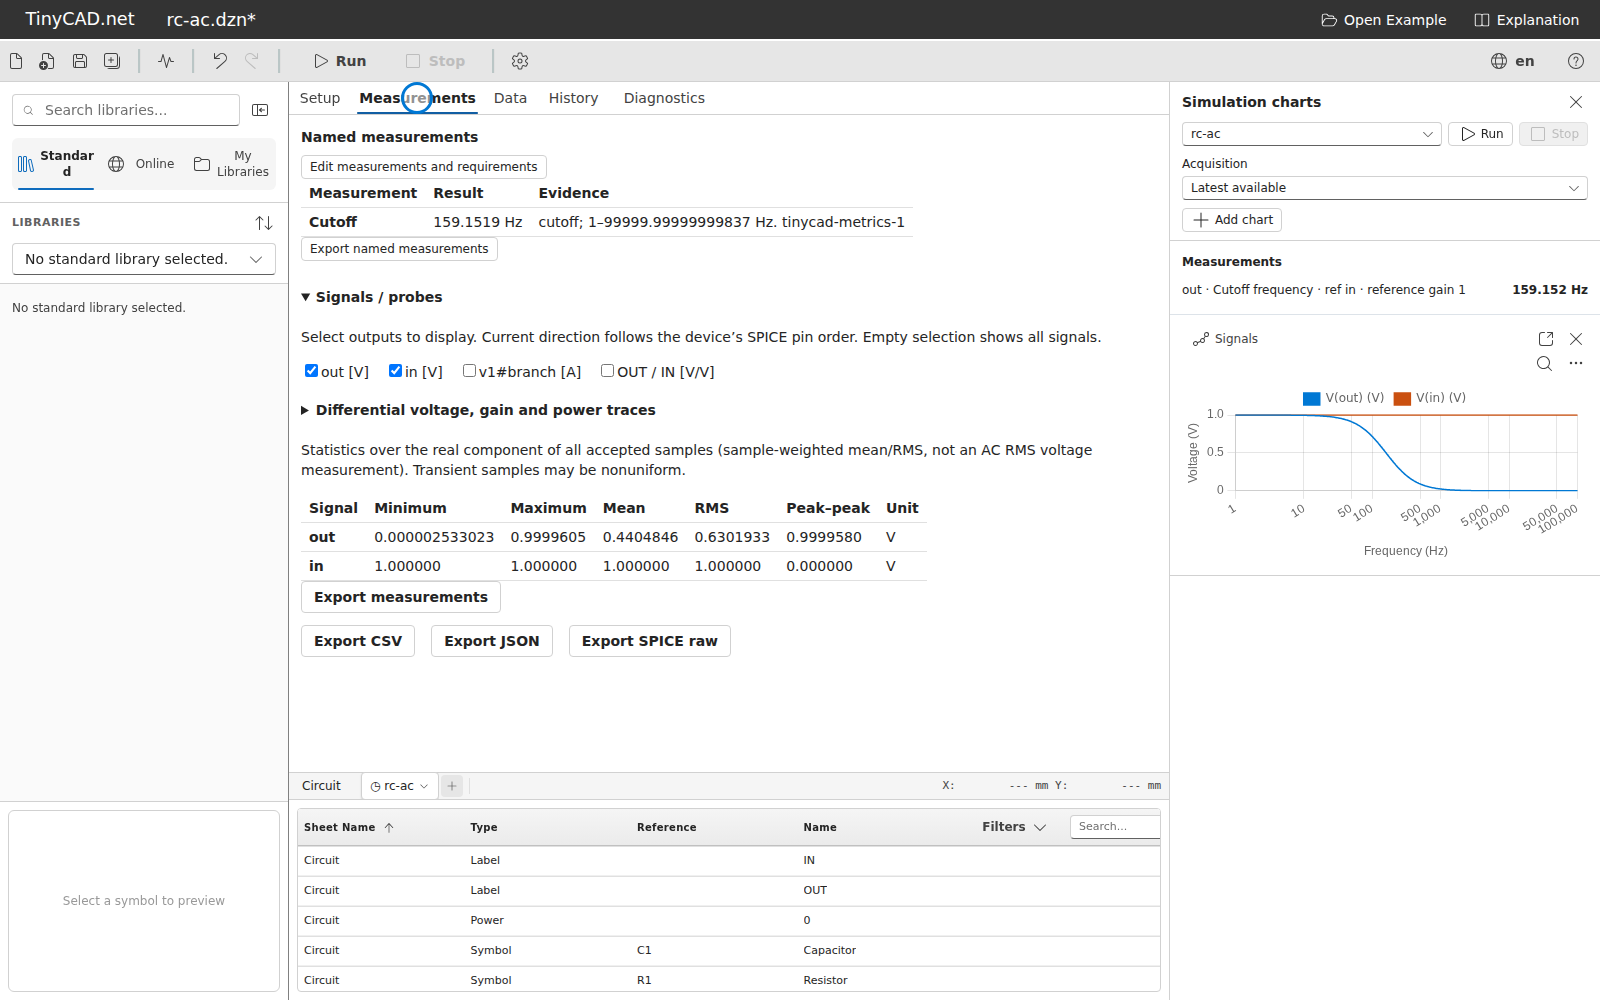 TinyCAD.net rc-ac.dzn* Open Example Explanation
Run Stop en
Search libraries...
Standar
d
Online
My
Libraries
LIBRARIES
No standard library selected.
No standard library selected.
Select a symbol to preview
Setup Measurements Data History Diagnostics
Named measurements
Edit measurements and requirements
Measurement Result Evidence
Cutoff 159.1519 Hz cutoff; 1–99999.99999999837 Hz. tinycad-metrics-1
Export named measurements
Signals / probes
Select outputs to display. Current direction follows the device’s SPICE pin order. Empty selection shows all signals.
out [V] in [V] v1#branch [A] OUT / IN [V/V]
Differential voltage, gain and power traces
Statistics over the real component of all accepted samples (sample-weighted mean/RMS, not an AC RMS voltage
measurement). Transient samples may be nonuniform.
Signal Minimum Maximum Mean RMS Peak–peak Unit
out 0.000002533023 0.9999605 0.4404846 0.6301933 0.9999580 V
in 1.000000 1.000000 1.000000 1.000000 0.000000 V
Export measurements
Export CSV Export JSON Export SPICE raw
Circuit rc-ac X: --- mm Y: --- mm
Sheet Name Type Reference Name Filters Search...
Circuit Label IN
Circuit Label OUT
Circuit Power 0
Circuit Symbol C1 Capacitor
Circuit Symbol R1 Resistor
Simulation charts
rc-ac Run Stop
Acquisition
Latest available
Add chart
Measurements
out · Cutoff frequency · ref in · reference gain 1 159.152 Hz
Signals
V(out) (V) V(in) (V)
Voltage (V)
1.0
0.5
0
1 10 50 100 500 1,000 5,000 10,000 50,000 100,000
Frequency (Hz)